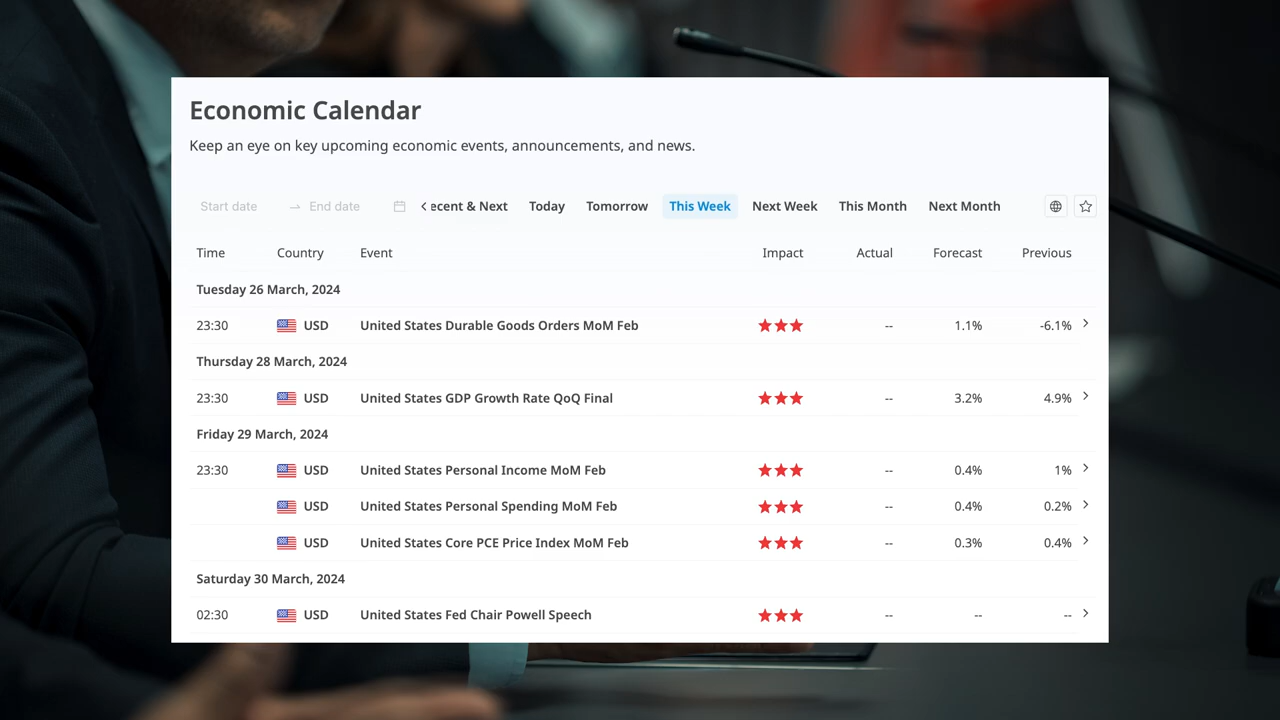 Economic Calendar
Keep an eye on key upcoming economic events, announcements, and news.
Start date → End date ecent & Next Today Tomorrow This Week Next Week This Month Next Month
Time Country Event Impact Actual Forecast Previous
Tuesday 26 March, 2024
23:30 USD United States Durable Goods Orders MoM Feb -- 1.1% -6.1%
Thursday 28 March, 2024
23:30 USD United States GDP Growth Rate QoQ Final -- 3.2% 4.9%
Friday 29 March, 2024
23:30 USD United States Personal Income MoM Feb -- 0.4% 1%
USD United States Personal Spending MoM Feb -- 0.4% 0.2%
USD United States Core PCE Price Index MoM Feb -- 0.3% 0.4%
Saturday 30 March, 2024
02:30 USD United States Fed Chair Powell Speech -- -- --